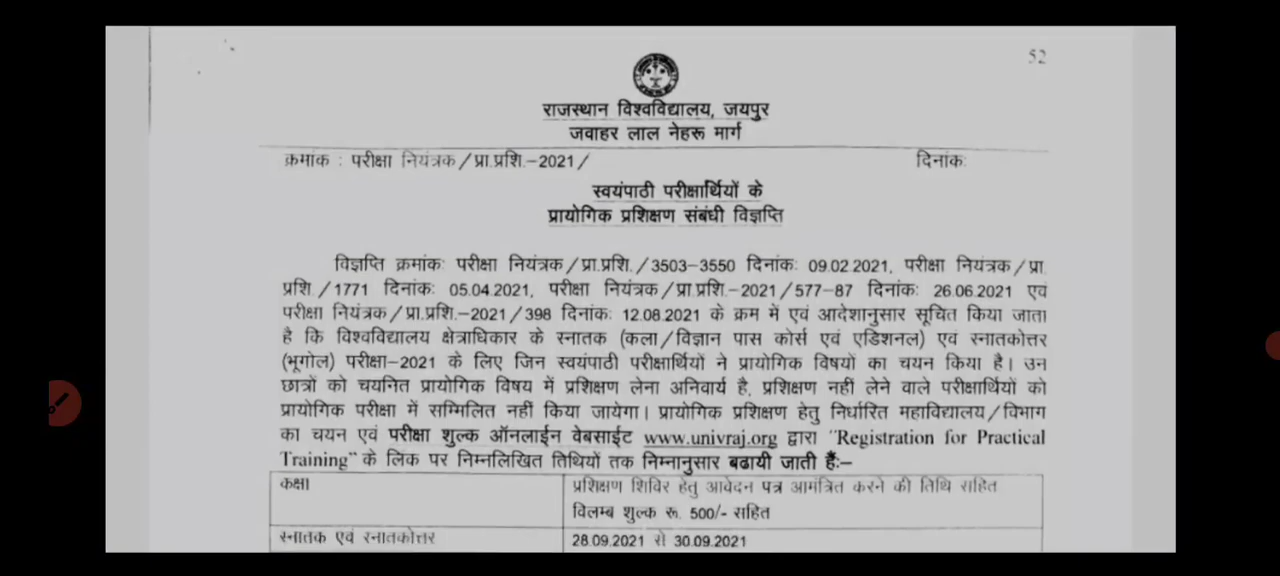 52
राजस्थान विश्वविद्यालय, जयपुर
जवाहर लाल नेहरू मार्ग
क्रमांक : परीक्षा नियंत्रक/प्रा.प्रशि.-2021/ दिनांक:
स्वयंपाठी परीक्षार्थियों के
प्रायोगिक प्रशिक्षण संबंधी विज्ञप्ति
विज्ञप्ति क्रमांकः परीक्षा नियंत्रक/प्रा.प्रशि./3503-3550 दिनांकः 09.02.2021, परीक्षा नियंत्रक/प्रा.
प्रशि./1771 दिनांकः 05.04.2021, परीक्षा नियंत्रक/प्रा.प्रशि.-2021/577-87 दिनांकः 26.06.2021 एवं
परीक्षा नियंत्रक/प्रा.प्रशि.-2021/398 दिनांकः 12.08.2021 के क्रम में एवं आदेशानुसार सूचित किया जाता
है कि विश्वविद्यालय क्षेत्राधिकार के स्नातक (कला/विज्ञान पास कोर्स एवं एडिशनल) एवं स्नातकोत्तर
(भूगोल) परीक्षा-2021 के लिए जिन स्वयंपाठी परीक्षार्थियों ने प्रायोगिक विषयों का चयन किया है। उन
छात्रों को चयनित प्रायोगिक विषय में प्रशिक्षण लेना अनिवार्य है, प्रशिक्षण नहीं लेने वाले परीक्षार्थियों को
प्रायोगिक परीक्षा में सम्मिलित नहीं किया जायेगा। प्रायोगिक प्रशिक्षण हेतु निर्धारित महाविद्यालय/विभाग
का चयन एवं परीक्षा शुल्क ऑनलाईन वेबसाईट www.univraj.org द्वारा "Registration for Practical
Training" के लिंक पर निम्नलिखित तिथियों तक निम्नानुसार बढायी जाती हैं:-
कक्षा प्रशिक्षण शिविर हेतु आवेदन पत्र आमंत्रित करने की तिथि सहित
विलम्ब शुल्क रू. 500/- सहित
स्नातक एवं स्नातकोत्तर 28.09.2021 से 30.09.2021